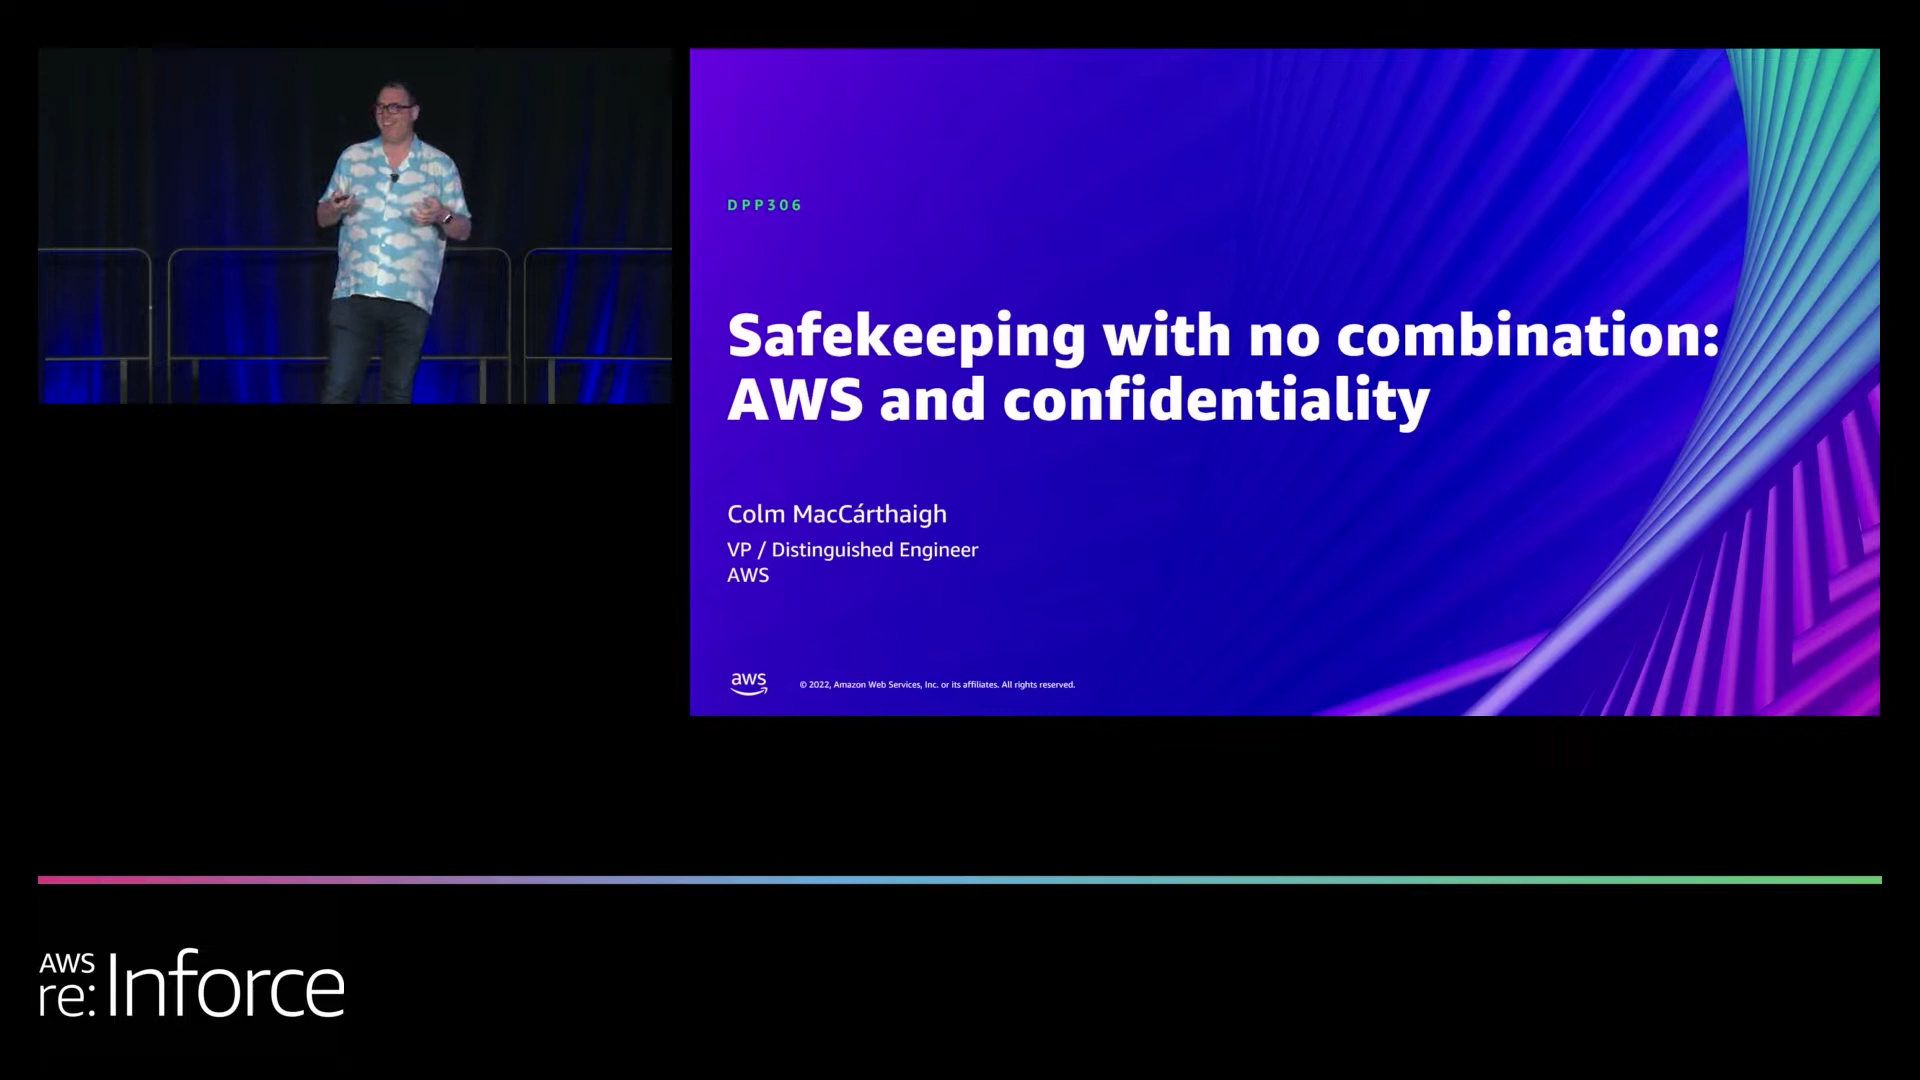 DPP306
Safekeeping with no combination:
AWS and confidentiality
Colm MacCárthaigh
VP / Distinguished Engineer
AWS
aws
© 2022, Amazon Web Services, Inc. or its affiliates. All rights reserved.
AWS
re:Inforce